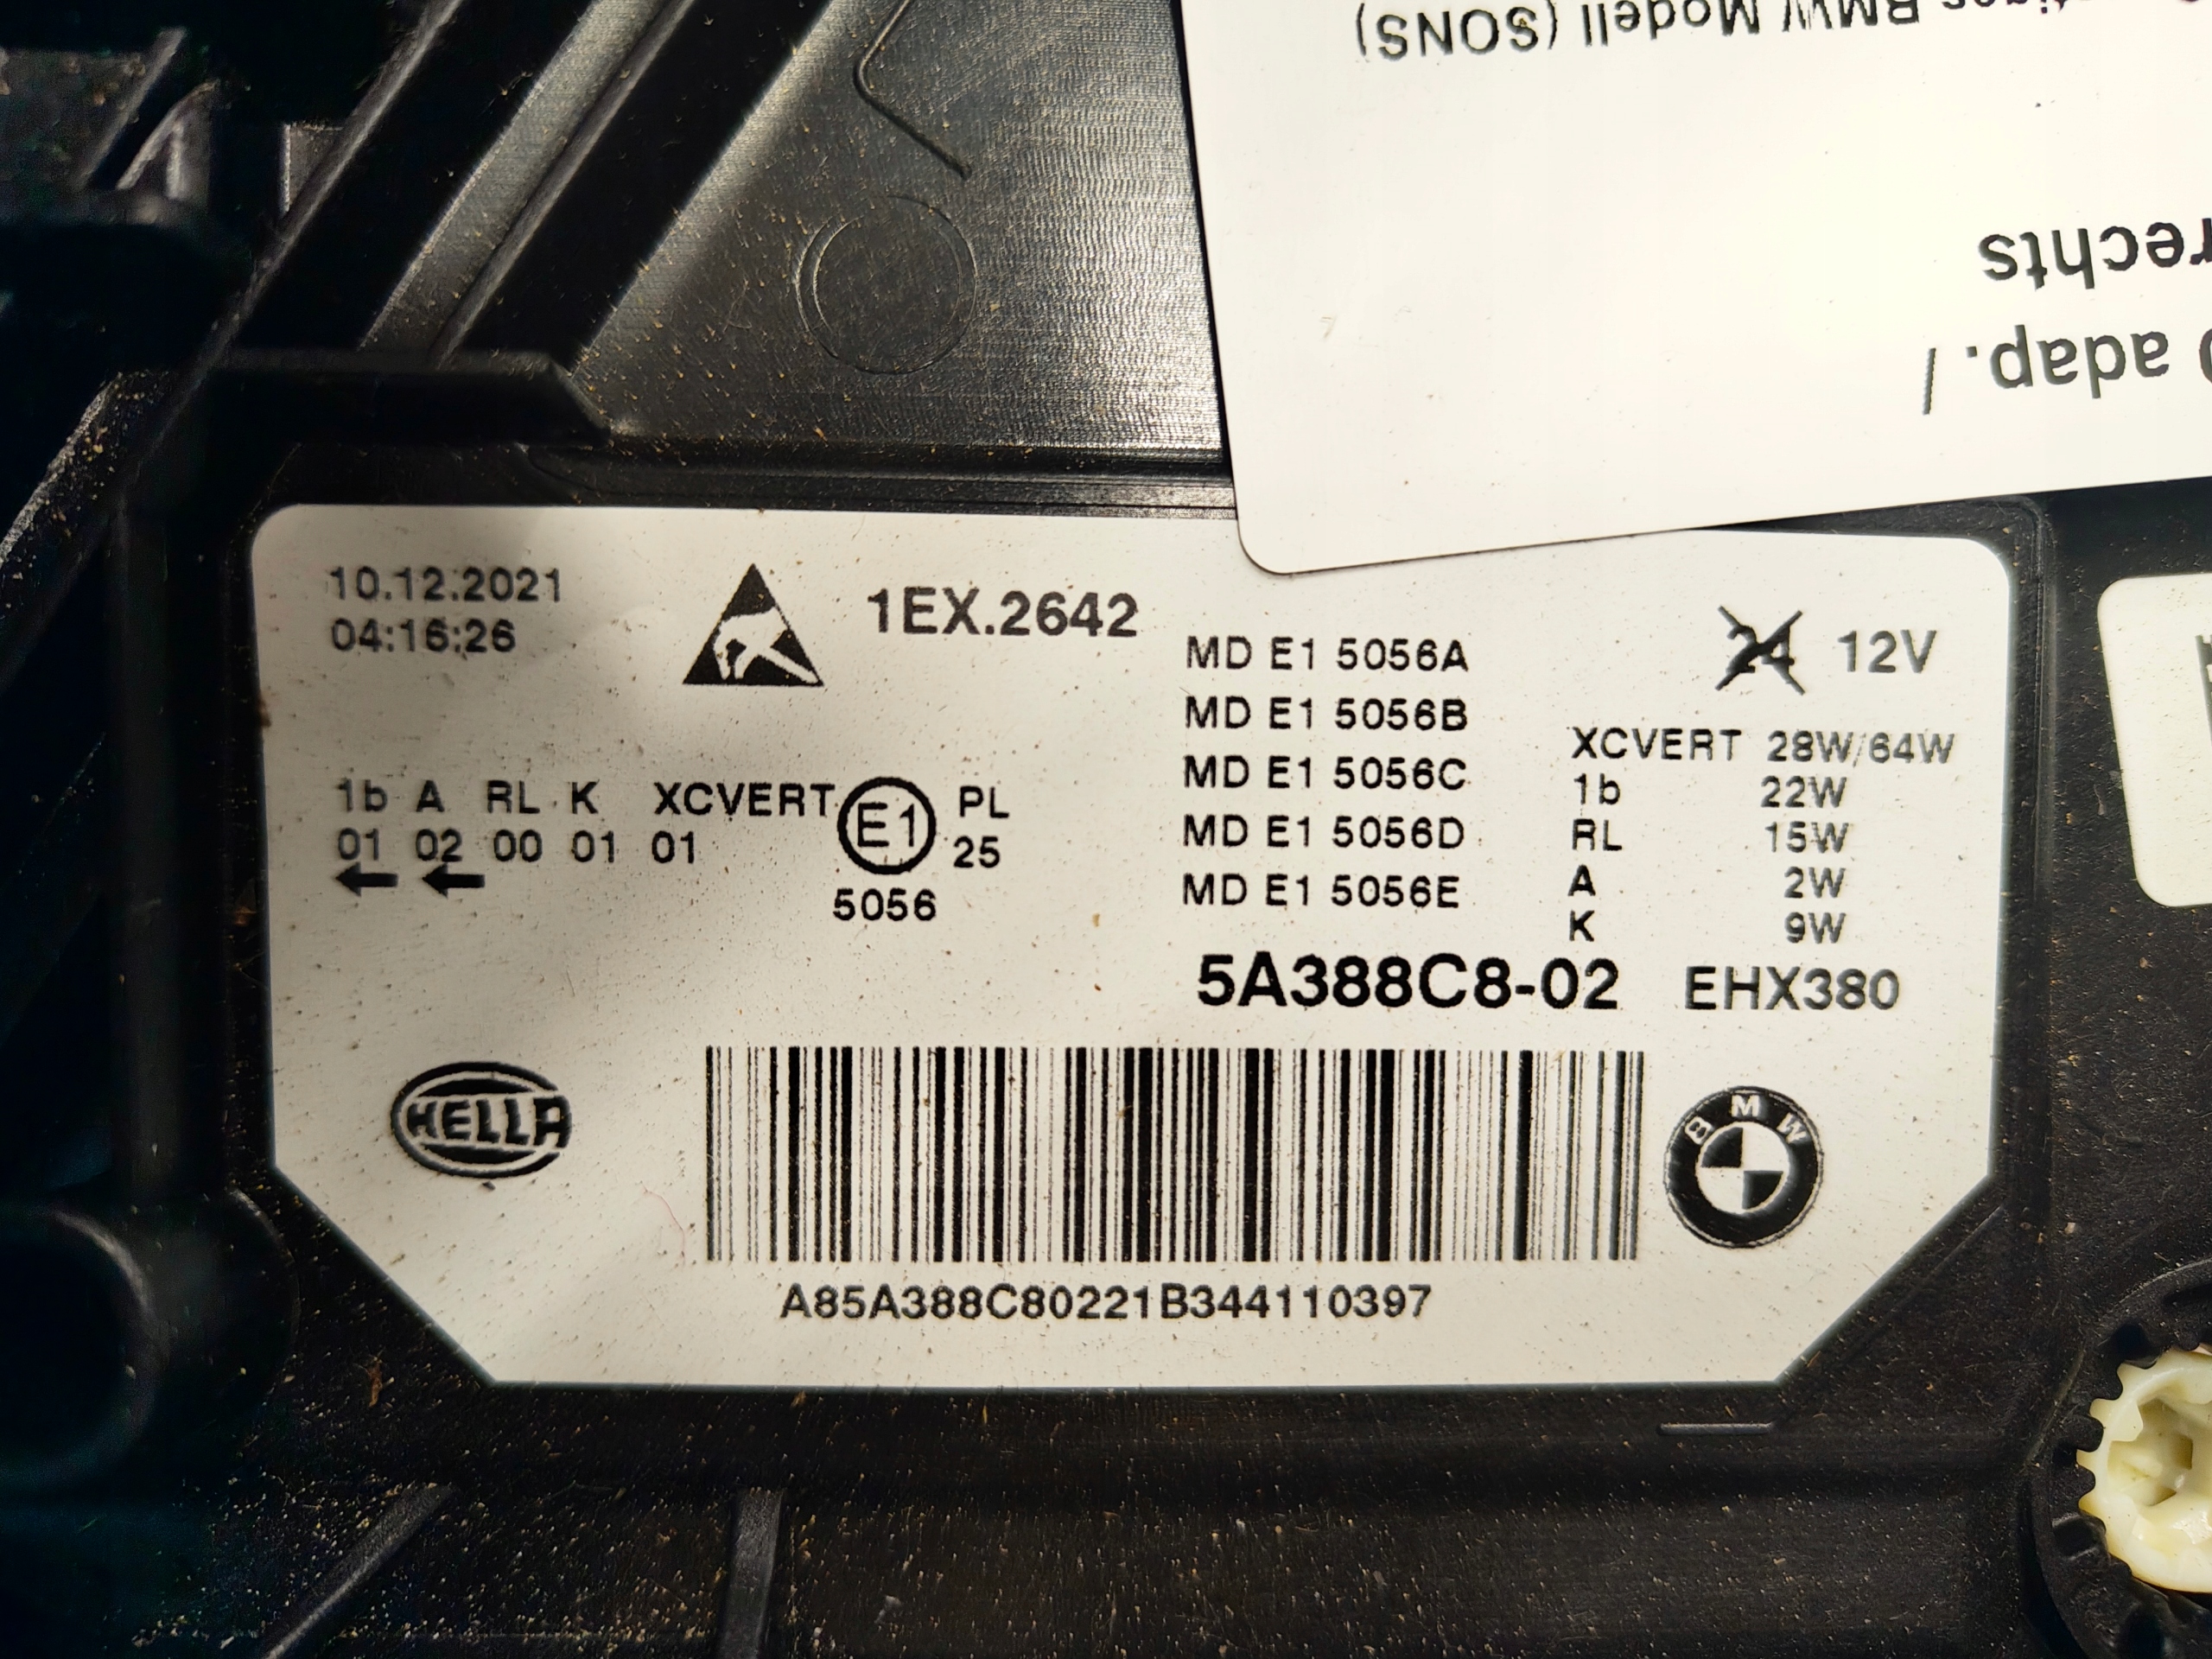 BMW Modell (SONS)
rechts
adap. /
10.12.2021
04:16:26
1EX.2642
MD E1 5056A
MD E1 5056B
MD E1 5056C
MD E1 5056D
MD E1 5056E
24 12V
XCVERT 28W/64W
1b 22W
RL 15W
A 2W
K 9W
1b A RL K XCVERT E1 PL
01 02 00 01 01 25
5056
5A388C8-02 EHX380
HELLA
BMW
A85A388C80221B344110397